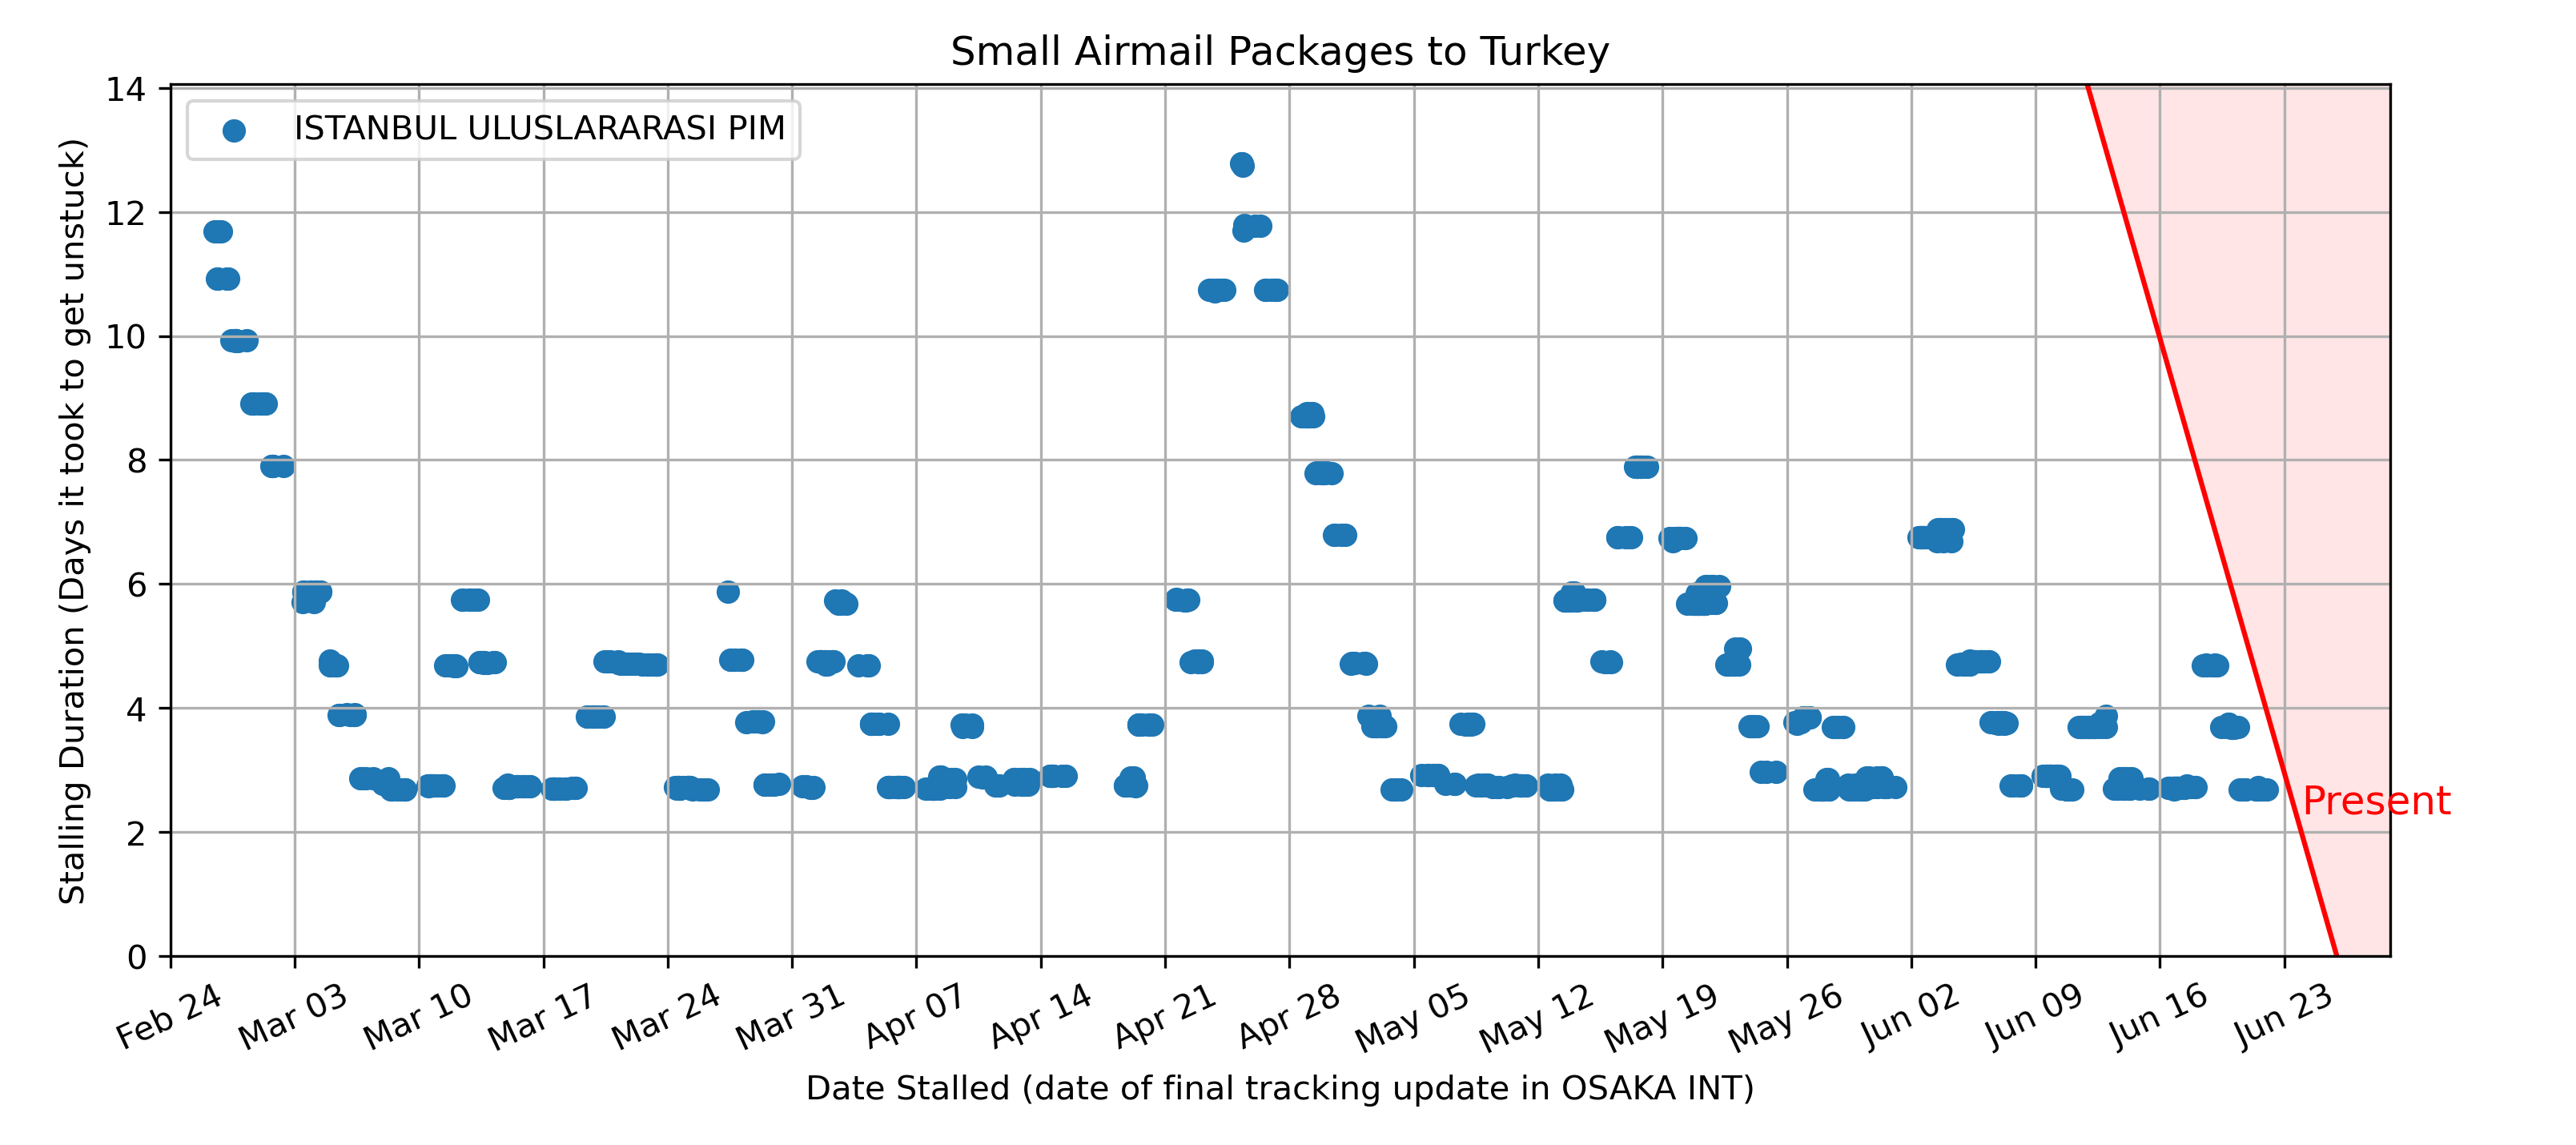 Small Airmail Packages to Turkey
ISTANBUL ULUSLARARASI PIM
Stalling Duration (Days it took to get unstuck)
14
12
10
8
6
4
2
0
Present
Feb 24
Mar 03
Mar 10
Mar 17
Mar 24
Mar 31
Apr 07
Apr 14
Apr 21
Apr 28
May 05
May 12
May 19
May 26
Jun 02
Jun 09
Jun 16
Jun 23
Date Stalled (date of final tracking update in OSAKA INT)